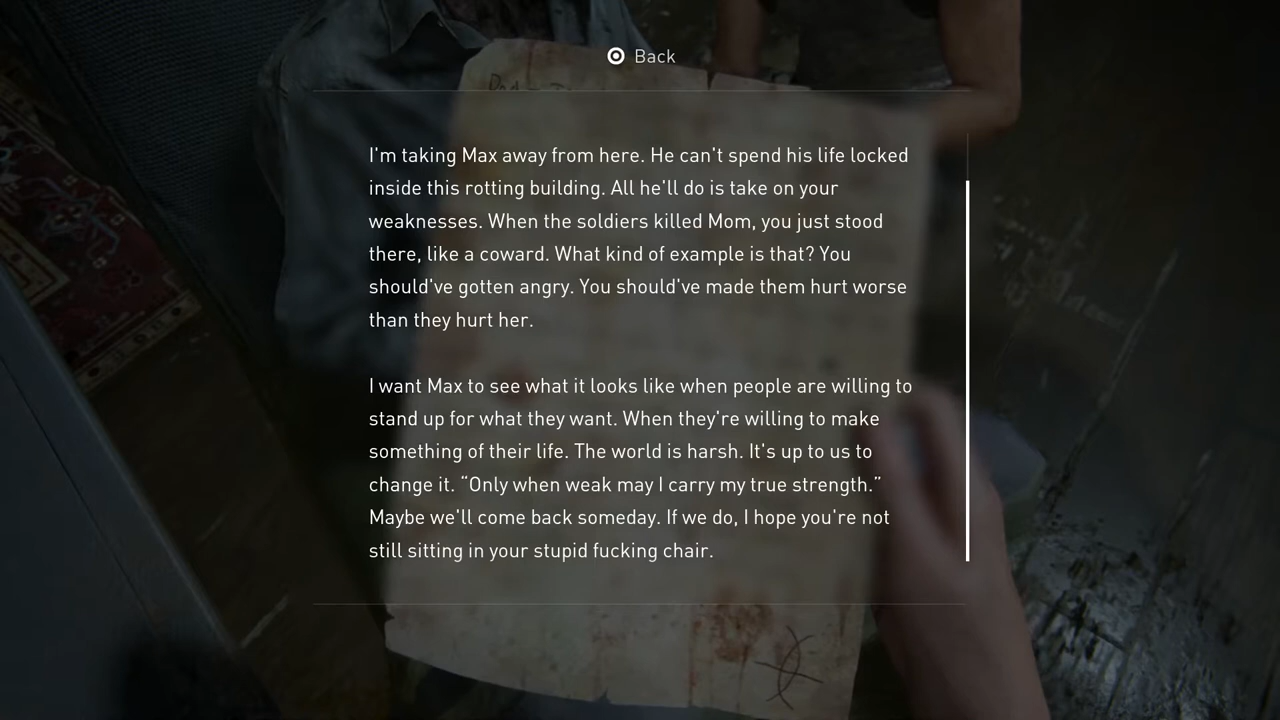 Back
I'm taking Max away from here. He can't spend his life locked
inside this rotting building. All he'll do is take on your
weaknesses. When the soldiers killed Mom, you just stood
there, like a coward. What kind of example is that? You
should've gotten angry. You should've made them hurt worse
than they hurt her.
I want Max to see what it looks like when people are willing to
stand up for what they want. When they're willing to make
something of their life. The world is harsh. It's up to us to
change it. “Only when weak may I carry my true strength.”
Maybe we'll come back someday. If we do, I hope you're not
still sitting in your stupid fucking chair.